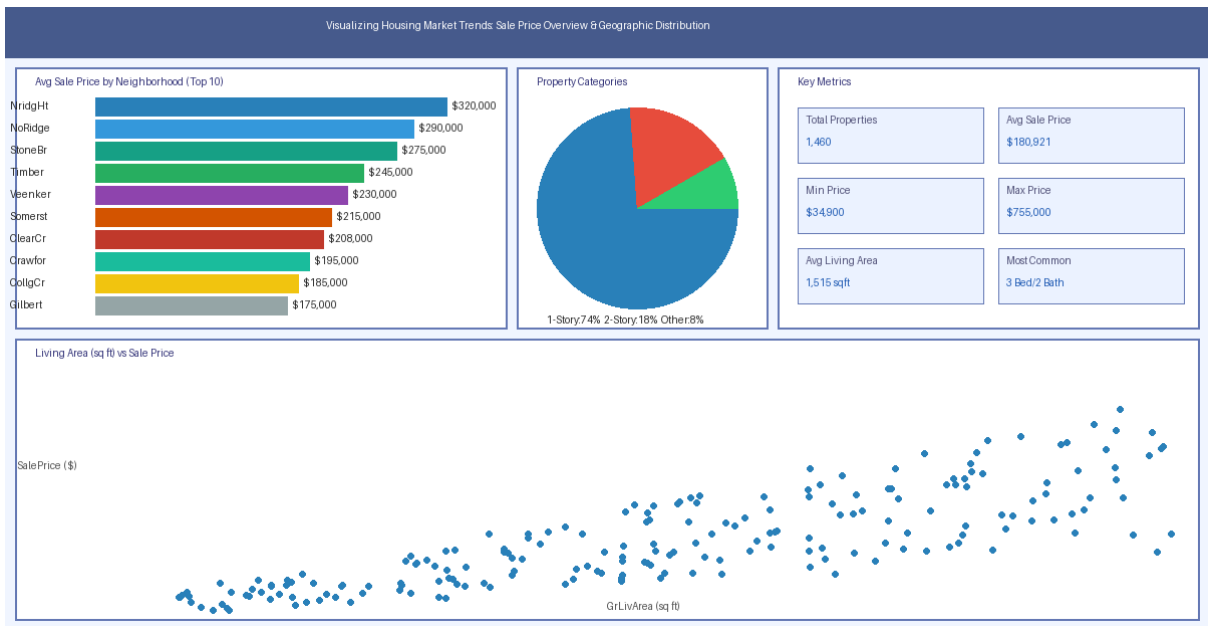 Visualizing Housing Market Trends: Sale Price Overview & Geographic Distribution
Avg Sale Price by Neighborhood (Top 10)
NridgHt $320,000
NoRidge $290,000
StoneBr $275,000
Timber $245,000
Veenker $230,000
Somerst $215,000
ClearCr $208,000
Crawfor $195,000
CollgCr $185,000
Gilbert $175,000
Property Categories
1-Story:74% 2-Story:18% Other:8%
Key Metrics
Total Properties
1,460
Avg Sale Price
$180,921
Min Price
$34,900
Max Price
$755,000
Avg Living Area
1,515 sqft
Most Common
3 Bed/2 Bath
Living Area (sq ft) vs Sale Price
SalePrice ($)
GrLivArea (sq ft)